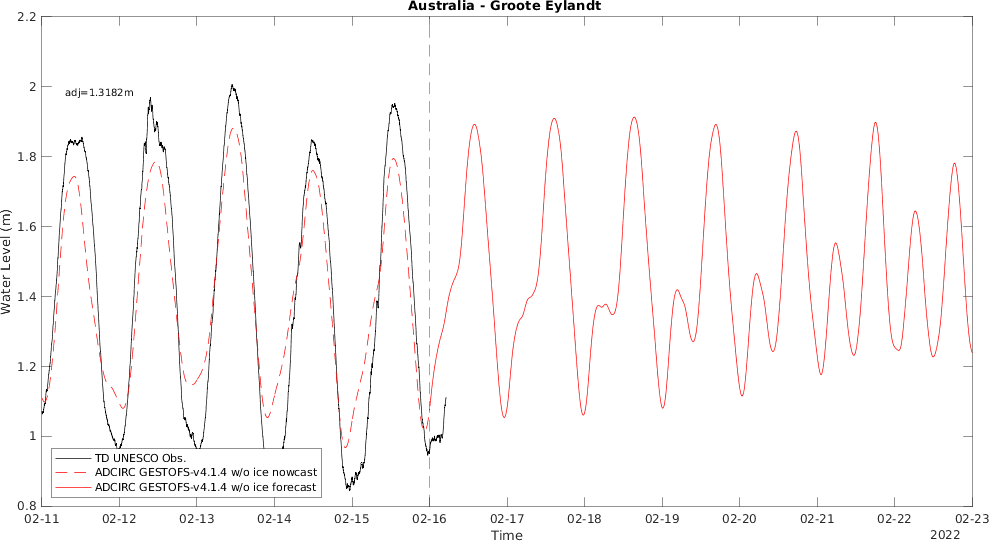 Australia - Groote Eylandt
2.2
2
1.8
1.6
1.4
1.2
1
0.8
Water Level (m)
adj=1.3182m
TD UNESCO Obs.
ADCIRC GESTOFS-v4.1.4 w/o ice nowcast
ADCIRC GESTOFS-v4.1.4 w/o ice forecast
02-11 02-12 02-13 02-14 02-15 02-16 02-17 02-18 02-19 02-20 02-21 02-22 02-23
Time
2022